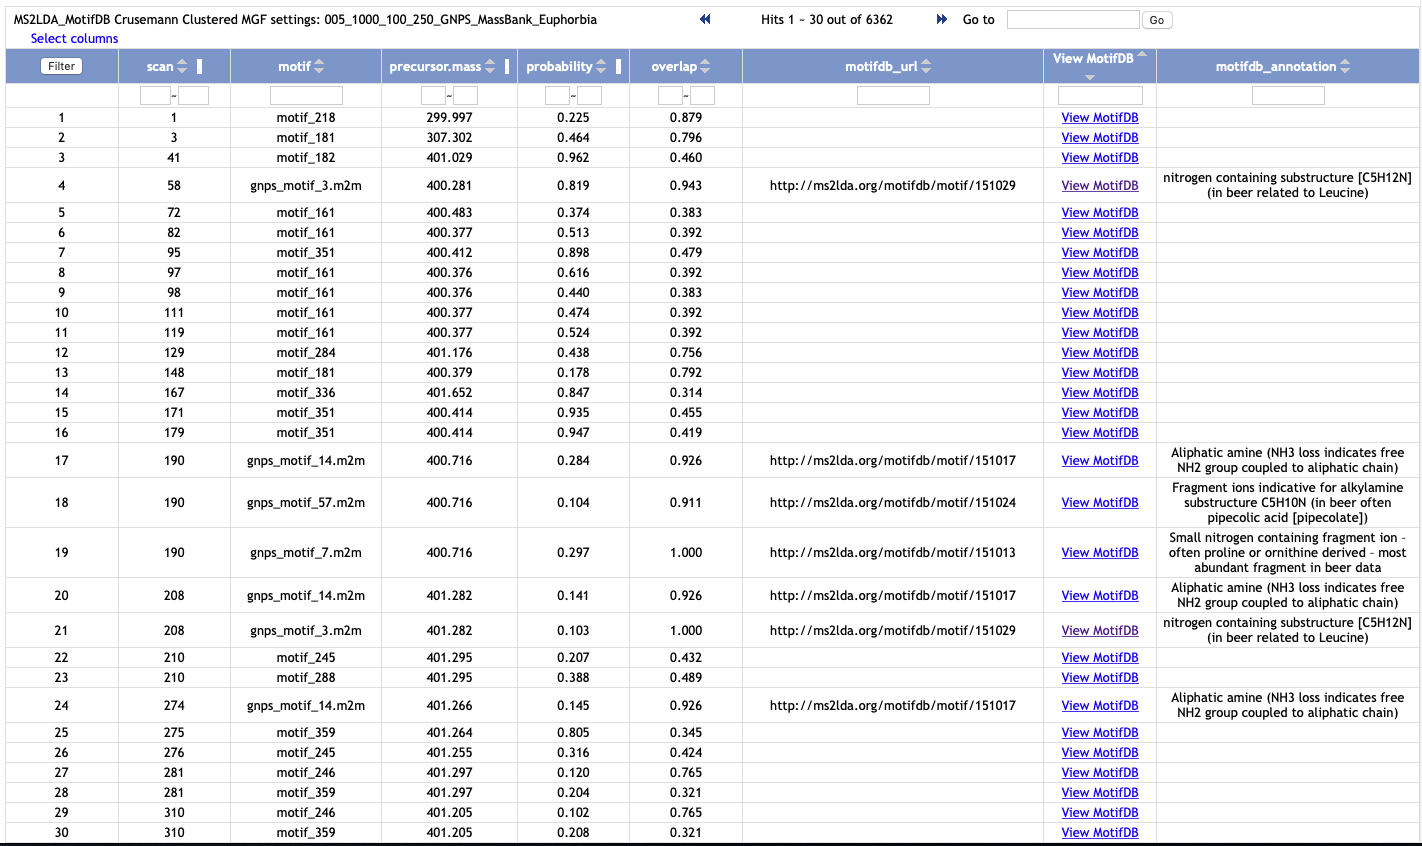 MS2LDA_MotifDB Crusemann Clustered MGF settings: 005_1000_100_250_GNPS_MassBank_Euphorbia Hits 1 ~ 30 out of 6362 Go to Go
Select columns
Filter scan motif precursor.mass probability overlap motifdb_url View MotifDB motifdb_annotation
~ ~ ~ ~
1 1 motif_218 299.997 0.225 0.879 View MotifDB
2 3 motif_181 307.302 0.464 0.796 View MotifDB
3 41 motif_182 401.029 0.962 0.460 View MotifDB
4 58 gnps_motif_3.m2m 400.281 0.819 0.943 http://ms2lda.org/motifdb/motif/151029 View MotifDB nitrogen containing substructure [C5H12N]
(in beer related to Leucine)
5 72 motif_161 400.483 0.374 0.383 View MotifDB
6 82 motif_161 400.377 0.513 0.392 View MotifDB
7 95 motif_351 400.412 0.898 0.479 View MotifDB
8 97 motif_161 400.376 0.616 0.392 View MotifDB
9 98 motif_161 400.376 0.440 0.383 View MotifDB
10 111 motif_161 400.377 0.474 0.392 View MotifDB
11 119 motif_161 400.377 0.524 0.392 View MotifDB
12 129 motif_284 401.176 0.438 0.756 View MotifDB
13 148 motif_181 400.379 0.178 0.792 View MotifDB
14 167 motif_336 401.652 0.847 0.314 View MotifDB
15 171 motif_351 400.414 0.935 0.455 View MotifDB
16 179 motif_351 400.414 0.947 0.419 View MotifDB
17 190 gnps_motif_14.m2m 400.716 0.284 0.926 http://ms2lda.org/motifdb/motif/151017 View MotifDB Aliphatic amine (NH3 loss indicates free
NH2 group coupled to aliphatic chain)
18 190 gnps_motif_57.m2m 400.716 0.104 0.911 http://ms2lda.org/motifdb/motif/151024 View MotifDB Fragment ions indicative for alkylamine
substructure C5H10N (in beer often
pipecolic acid [pipecolate])
19 190 gnps_motif_7.m2m 400.716 0.297 1.000 http://ms2lda.org/motifdb/motif/151013 View MotifDB Small nitrogen containing fragment ion -
often proline or ornithine derived - most
abundant fragment in beer data
20 208 gnps_motif_14.m2m 401.282 0.141 0.926 http://ms2lda.org/motifdb/motif/151017 View MotifDB Aliphatic amine (NH3 loss indicates free
NH2 group coupled to aliphatic chain)
21 208 gnps_motif_3.m2m 401.282 0.103 1.000 http://ms2lda.org/motifdb/motif/151029 View MotifDB nitrogen containing substructure [C5H12N]
(in beer related to Leucine)
22 210 motif_245 401.295 0.207 0.432 View MotifDB
23 210 motif_288 401.295 0.388 0.489 View MotifDB
24 274 gnps_motif_14.m2m 401.266 0.145 0.926 http://ms2lda.org/motifdb/motif/151017 View MotifDB Aliphatic amine (NH3 loss indicates free
NH2 group coupled to aliphatic chain)
25 275 motif_359 401.264 0.805 0.345 View MotifDB
26 276 motif_245 401.255 0.316 0.424 View MotifDB
27 281 motif_246 401.297 0.120 0.765 View MotifDB
28 281 motif_359 401.297 0.204 0.321 View MotifDB
29 310 motif_246 401.205 0.102 0.765 View MotifDB
30 310 motif_359 401.205 0.208 0.321 View MotifDB